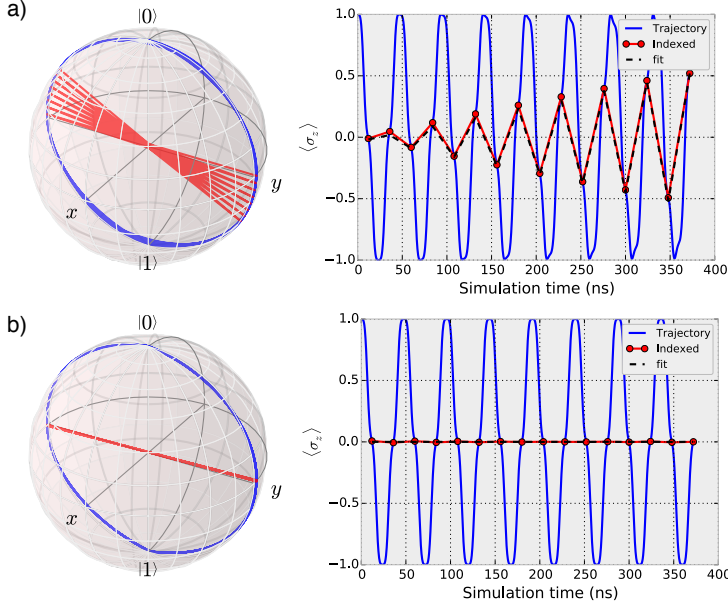 a)
|0⟩
x
y
|1⟩
⟨σz⟩
1.0
0.5
0.0
−0.5
−1.0
0 50 100 150 200 250 300 350 400
Simulation time (ns)
Trajectory
Indexed
fit
b)
|0⟩
x
y
|1⟩
⟨σz⟩
1.0
0.5
0.0
−0.5
−1.0
0 50 100 150 200 250 300 350 400
Simulation time (ns)
Trajectory
Indexed
fit